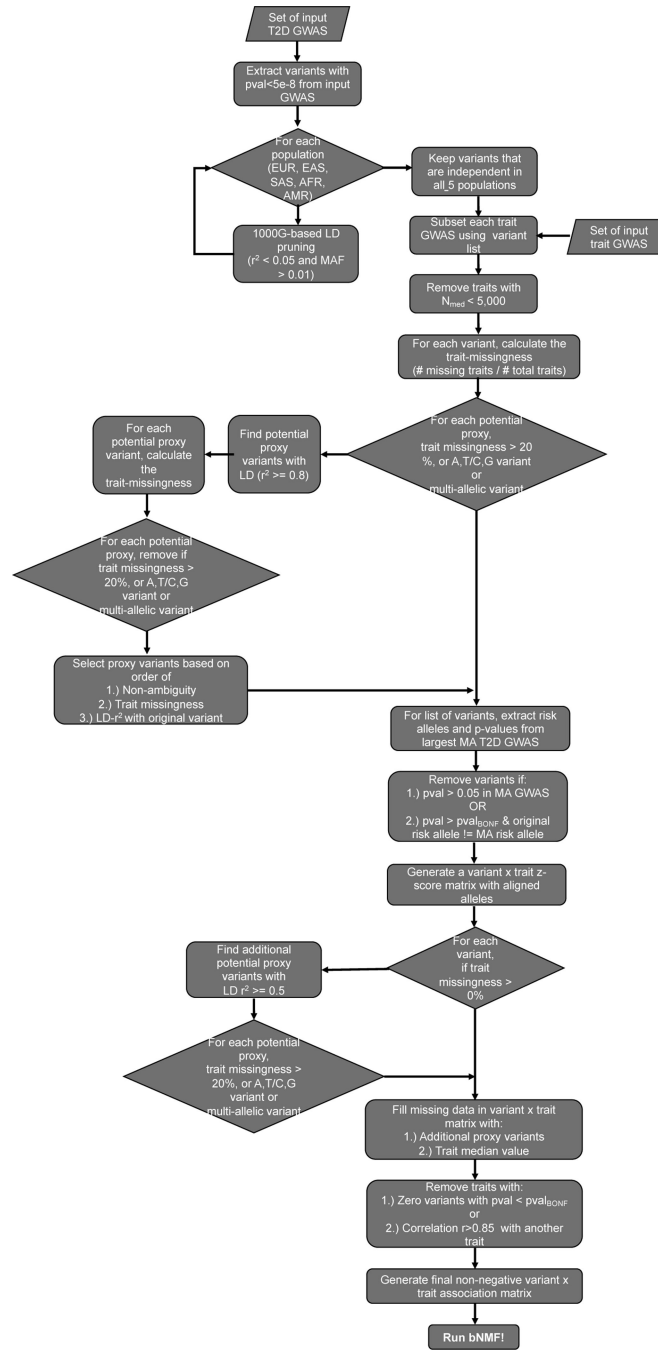 Set of input
T2D GWAS
Extract variants with
pval<5e-8 from input
GWAS
For each
population
(EUR, EAS,
SAS, AFR,
AMR)
Keep variants that
are independent in
all 5 populations
1000G-based LD
pruning
(r² < 0.05 and MAF
> 0.01)
Subset each trait
GWAS using variant
list
Set of input
trait GWAS
Remove traits with
Nmed < 5,000
For each variant, calculate the
trait-missingness
(# missing traits / # total traits)
For each
potential proxy,
trait missingness > 20
%, or A,T/C,G variant
or
multi-allelic variant
Find potential
proxy
variants with
LD (r² >= 0.8)
For each
potential proxy
variant, calculate
the
trait-missingness
For each potential
proxy, remove if
trait missingness >
20%, or A,T/C,G
variant or
multi-allelic variant
Select proxy variants based on
order of
1.) Non-ambiguity
2.) Trait missingness
3.) LD-r² with original variant
For list of variants, extract risk
alleles and p-values from
largest MA T2D GWAS
Remove variants if:
1.) pval > 0.05 in MA GWAS
OR
2.) pval > pvalBONF & original
risk allele != MA risk allele
Generate a variant x trait z-
score matrix with aligned
alleles
For each
variant,
if trait
missingness >
0%
Find additional
potential proxy
variants with
LD r² >= 0.5
For each potential
proxy,
trait missingness >
20%, or A,T/C,G
variant or
multi-allelic variant
Fill missing data in variant x trait
matrix with:
1.) Additional proxy variants
2.) Trait median value
Remove traits with:
1.) Zero variants with pval < pvalBONF
or
2.) Correlation r>0.85 with another
trait
Generate final non-negative variant x
trait association matrix
Run bNMF!